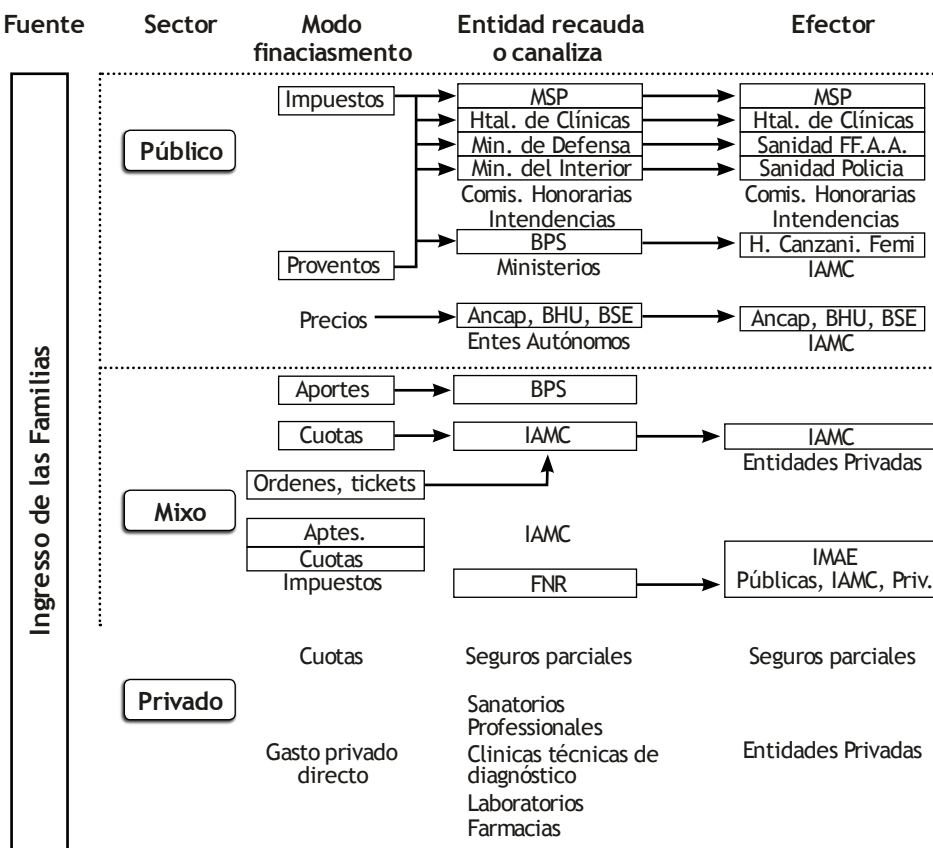 Fuente Sector Modo Entidad recauda Efector
finaciasmento o canaliza
Ingresso de las Familias
Público
Impuestos MSP MSP
Htal. de Clínicas Htal. de Clínicas
Min. de Defensa Sanidad FF.A.A.
Min. del Interior Sanidad Policia
Comis. Honorarias Comis. Honorarias
Intendencias Intendencias
BPS H. Canzani. Femi
Proventos Ministerios IAMC
Precios Ancap, BHU, BSE Ancap, BHU, BSE
Entes Autónomos IAMC
Mixo
Aportes BPS
Cuotas IAMC IAMC
Entidades Privadas
Ordenes, tickets
Aptes. IAMC
Cuotas IMAE
Impuestos FNR Públicas, IAMC, Priv.
Privado
Cuotas Seguros parciales Seguros parciales
Sanatorios
Professionales
Gasto privado Clinicas técnicas de Entidades Privadas
directo diagnóstico
Laboratorios
Farmacias